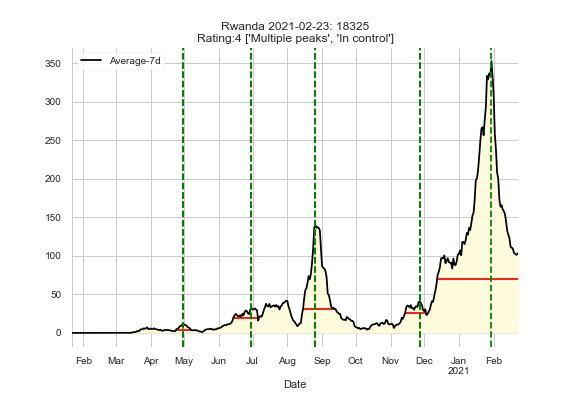 Rwanda 2021-02-23: 18325
Rating:4 ['Multiple peaks', 'In control']
Average-7d
350
300
250
200
150
100
50
0
Feb Mar Apr May Jun Jul Aug Sep Oct Nov Dec Jan Feb
2021
Date